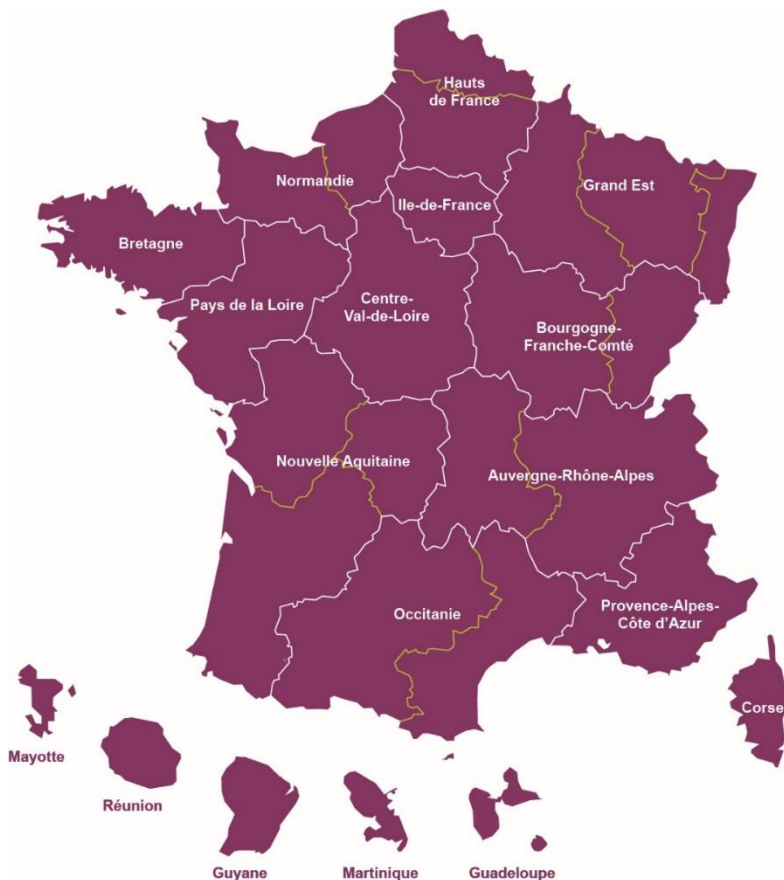 Hauts
de France
Normandie
Ile-de-France
Grand Est
Bretagne
Pays de la Loire
Centre-
Val-de-Loire
Bourgogne-
Franche-Comté
Nouvelle Aquitaine
Auvergne-Rhône-Alpes
Occitanie
Provence-Alpes-
Côte d'Azur
Corse
Mayotte
Réunion
Guyane
Martinique
Guadeloupe